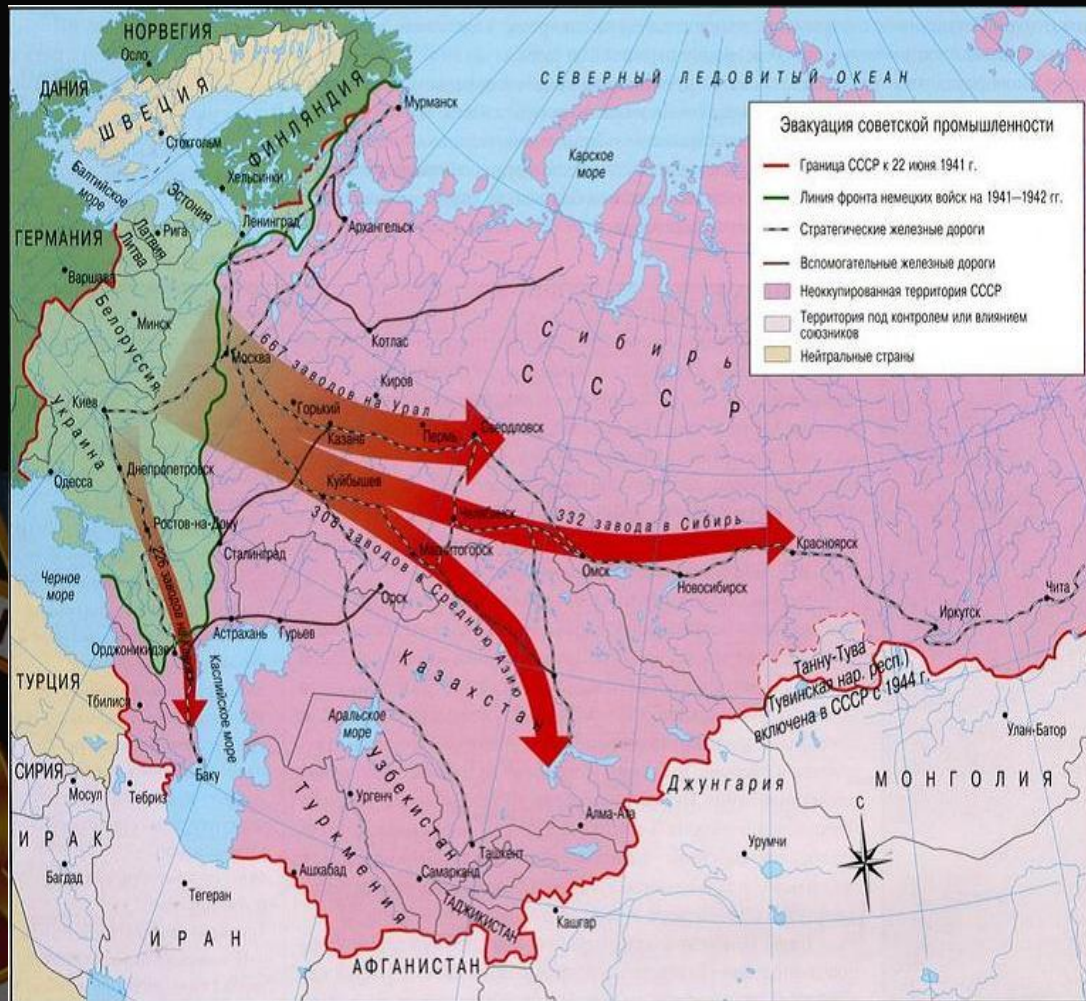 НОРВЕГИЯ
Осло
ДАНИЯ
ШВЕЦИЯ
Стокгольм
ФИНЛЯНДИЯ
Хельсинки
Балтийское
море
Мурманск
СЕВЕРНЫЙ ЛЕДОВИТЫЙ ОКЕАН
Карское
море
Эвакуация советской промышленности
Граница СССР к 22 июня 1941 г.
Линия фронта немецких войск на 1941—1942 гг.
Стратегические железные дороги
Вспомогательные железные дороги
Неоккупированная территория СССР
Территория под контролем или влиянием
союзников
Нейтральные страны
Эстония
Ленинград
Архангельск
ГЕРМАНИЯ
Латвия
Рига
Литва
Варшава
Белоруссия
Минск
Котлас
Сибирь
СССР
Москва
667 заводов на Урал
Киров
Киев
Украина
Горький
Казань
Пермь
Свердловск
Днепропетровск
Одесса
Куйбышев
Челябинск
332 завода в Сибирь
308 заводов в Среднюю Азию
Ростов-на-Дону
226 заводов на
Сталинград
Магнитогорск
Омск
Новосибирск
Красноярск
Черное
море
Орск
Иркутск
Чита
Астрахань
Гурьев
Орджоникидзе
Казахстан
Танну-Тува
(Тувинская нар. респ.)
включена в СССР с 1944 г.
ТУРЦИЯ
Тбилиси
Каспийское море
Аральское
море
Улан-Батор
СИРИЯ
Баку
Узбекистан
Джунгария
МОНГОЛИЯ
Мосул
Тебриз
Ургенч
Туркмения
Алма-Ата
С
ИРАК
Ташкент
Урумчи
Багдад
Ашхабад
Самарканд
Тегеран
ТАДЖИКИСТАН
Кашгар
ИРАН
АФГАНИСТАН